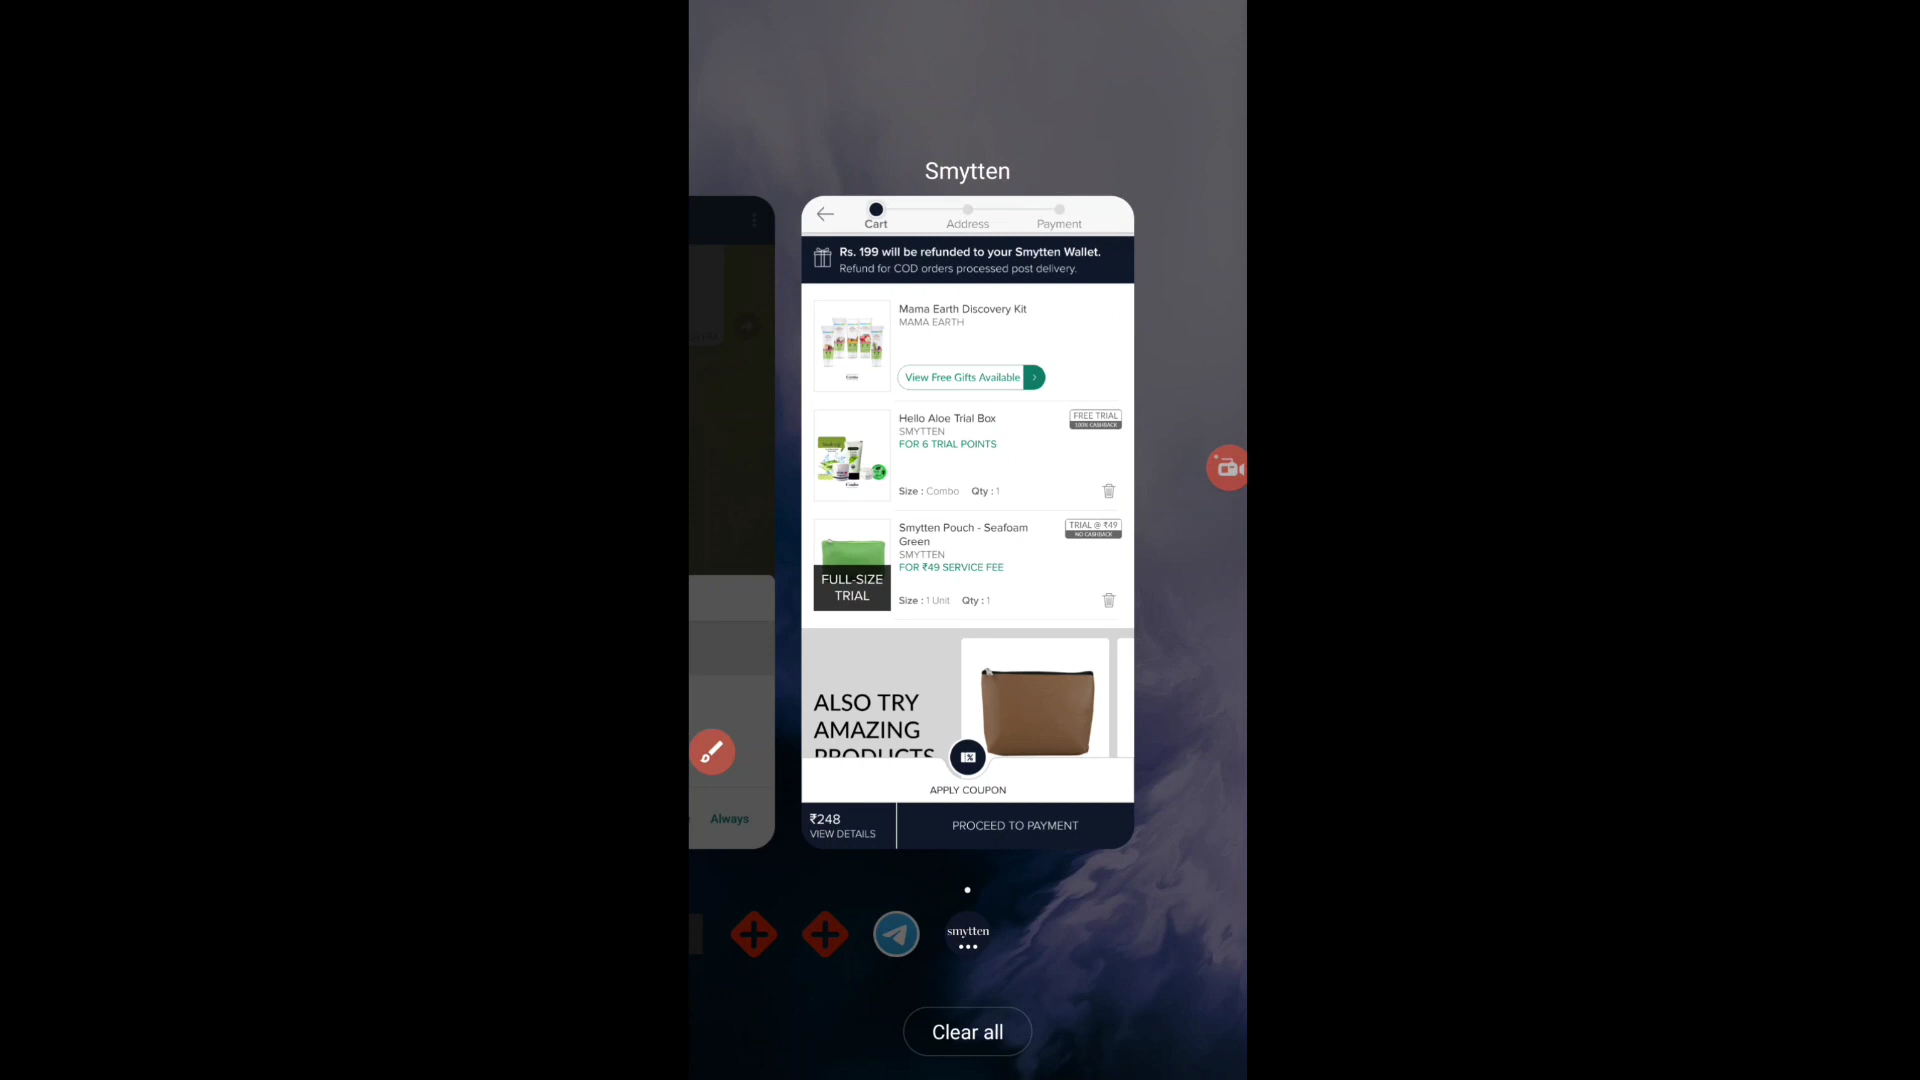 Smytten
Cart
Address
Payment
Rs. 199 will be refunded to your Smytten Wallet.
Refund for COD orders processed post delivery.
Mama Earth Discovery Kit
MAMA EARTH
View Free Gifts Available
Hello Aloe Trial Box
FREE TRIAL
100% CASHBACK
SMYTTEN
FOR 6 TRIAL POINTS
Size : Combo Qty : 1
Smytten Pouch - Seafoam
Green
TRIAL @ ₹49
NO CASHBACK
SMYTTEN
FOR ₹49 SERVICE FEE
FULL-SIZE
TRIAL
Size : 1 Unit Qty : 1
ALSO TRY
AMAZING
PRODUCTS
APPLY COUPON
Always
₹248
VIEW DETAILS
PROCEED TO PAYMENT
smytten
Clear all